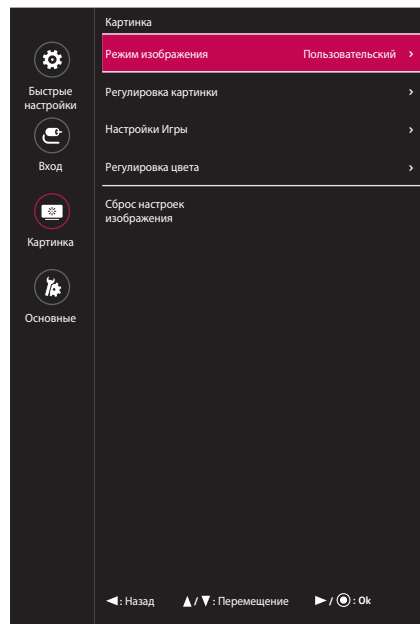 Картинка
Режим изображения Пользовательский
Быстрые
настройки
Регулировка картинки
Настройки Игры
Вход
Регулировка цвета
Сброс настроек
изображения
Картинка
Основные
: Назад / : Перемещение / : Ok